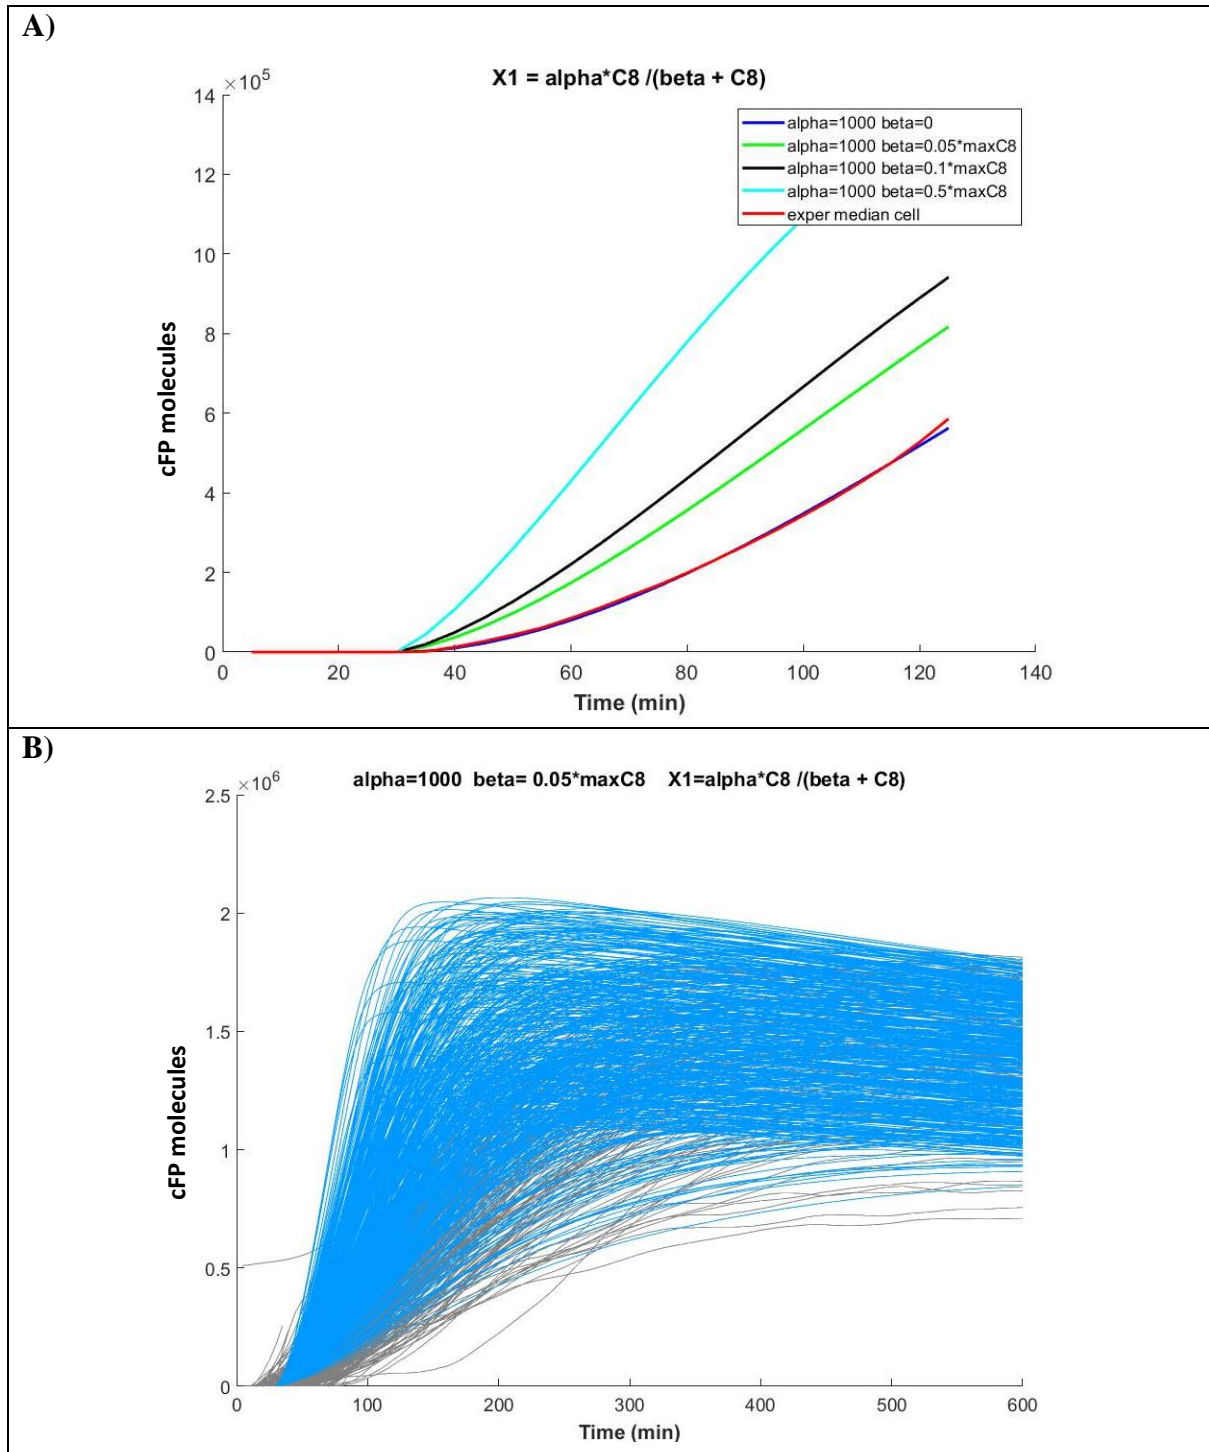 A)
X1 = alpha*C8 /(beta + C8)
×10⁵
14
12
10
8
6
4
2
0
cFP molecules
alpha=1000 beta=0
alpha=1000 beta=0.05*maxC8
alpha=1000 beta=0.1*maxC8
alpha=1000 beta=0.5*maxC8
exper median cell
0 20 40 60 80 100 120 140
Time (min)
B)
alpha=1000 beta= 0.05*maxC8 X1=alpha*C8 /(beta + C8)
×10⁶
2.5
2
1.5
1
0.5
0
cFP molecules
0 100 200 300 400 500 600
Time (min)